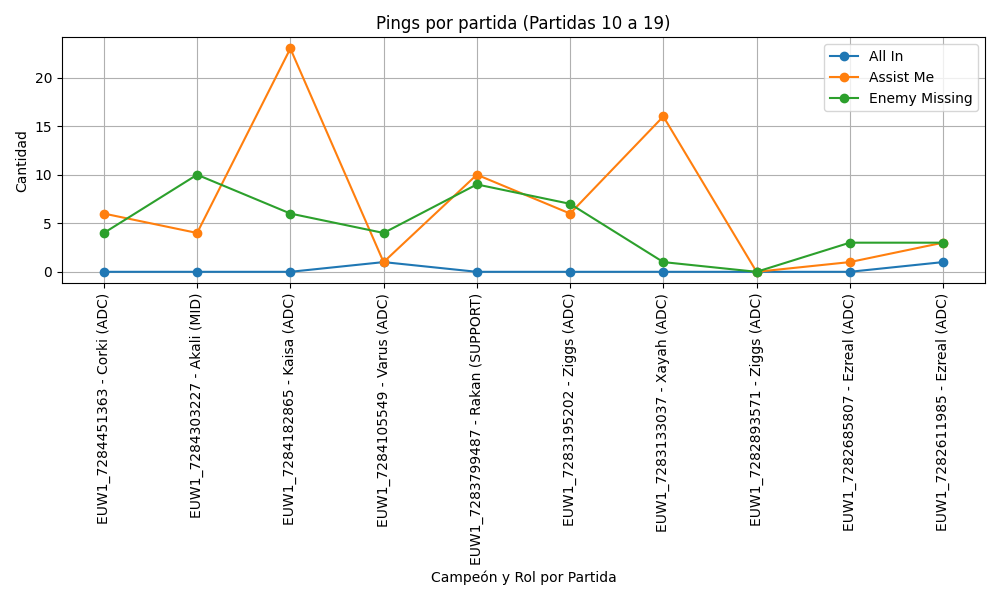 Pings por partida (Partidas 10 a 19)
All In
Assist Me
Enemy Missing
Cantidad
20
15
10
5
0
EUW1_7284451363 - Corki (ADC)
EUW1_7284303227 - Akali (MID)
EUW1_7284182865 - Kaisa (ADC)
EUW1_7284105549 - Varus (ADC)
EUW1_7283799487 - Rakan (SUPPORT)
EUW1_7283195202 - Ziggs (ADC)
EUW1_7283133037 - Xayah (ADC)
EUW1_7282893571 - Ziggs (ADC)
EUW1_7282685807 - Ezreal (ADC)
EUW1_7282611985 - Ezreal (ADC)
Campeón y Rol por Partida